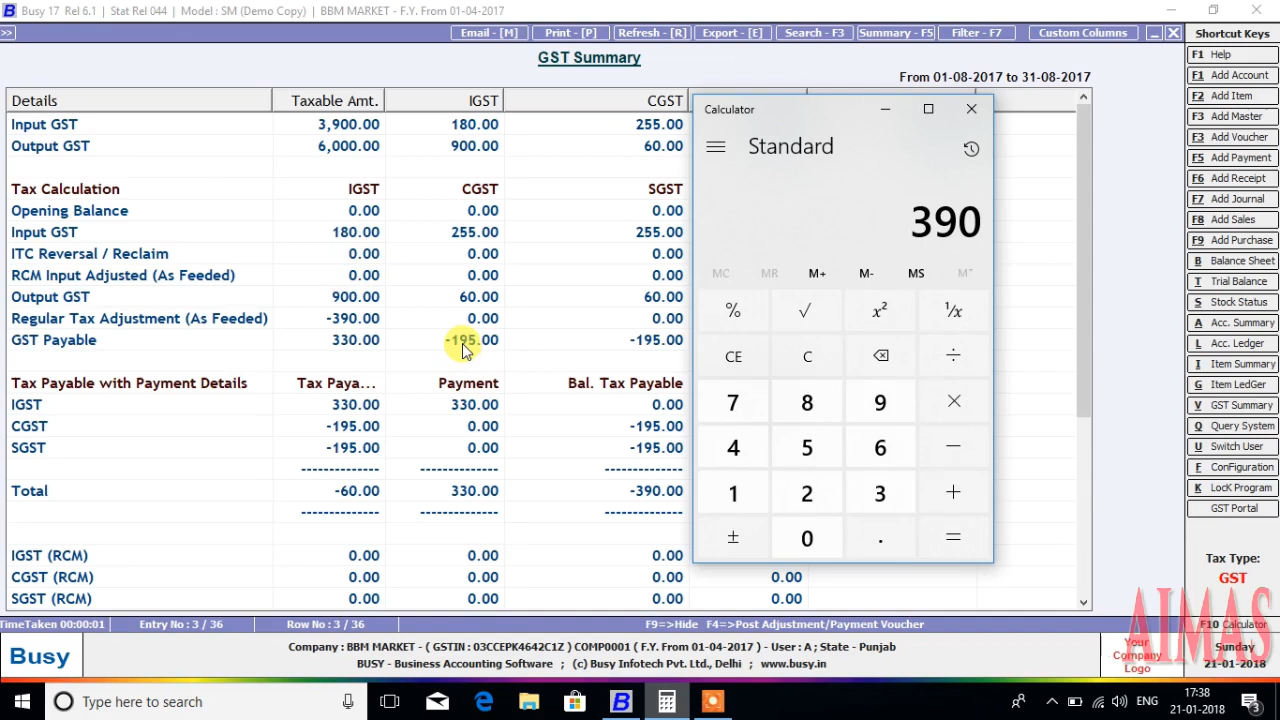 Busy 17 Rel 6.1 | Stat Rel 044 | Model : SM (Demo Copy) | BBM MARKET - F.Y. From 01-04-2017
>> Email - [M] Print - [P] Refresh - [R] Export - [E] Search - F3 Summary - F5 Filter - F7 Custom Columns
GST Summary
From 01-08-2017 to 31-08-2017
Details Taxable Amt. IGST CGST
Input GST 3,900.00 180.00 255.00
Output GST 6,000.00 900.00 60.00
Tax Calculation IGST CGST SGST
Opening Balance 0.00 0.00 0.00
Input GST 180.00 255.00 255.00
ITC Reversal / Reclaim 0.00 0.00 0.00
RCM Input Adjusted (As Feeded) 0.00 0.00 0.00
Output GST 900.00 60.00 60.00
Regular Tax Adjustment (As Feeded) -390.00 0.00 0.00
GST Payable 330.00 -195.00 -195.00
Tax Payable with Payment Details Tax Paya... Payment Bal. Tax Payable
IGST 330.00 330.00 0.00
CGST -195.00 0.00 -195.00
SGST -195.00 0.00 -195.00
-------------- -------------- --------------
Total -60.00 330.00 -390.00
-------------- -------------- --------------
IGST (RCM) 0.00 0.00 0.00
CGST (RCM) 0.00 0.00 0.00 0.00
SGST (RCM) 0.00 0.00 0.00 0.00
Calculator
Standard
390
MC MR M+ M- MS M˅
% √ x² ¹/x
CE C ÷
7 8 9 ×
4 5 6 −
1 2 3 +
± 0 . =
Shortcut Keys
F1 Help
F1 Add Account
F2 Add Item
F3 Add Master
F3 Add Voucher
F5 Add Payment
F6 Add Receipt
F7 Add Journal
F8 Add Sales
F9 Add Purchase
B Balance Sheet
T Trial Balance
S Stock Status
A Acc. Summary
L Acc. Ledger
I Item Summary
G Item LedGer
V GST Summary
Q Query System
U Switch User
F ConFiguration
K LocK Program
GST Portal
Tax Type:
GST
F10 Calculator
Sunday
21-01-2018
AIMAS
TimeTaken 00:00:01 Entry No : 3 / 36 Row No : 3 / 36 F9=>Hide F4=>Post Adjustment/Payment Voucher
Busy
Company : BBM MARKET - ( GSTIN : 03CCEPK4642C1Z ) COMP0001 ( F.Y. From 01-04-2017 ) ; User : A ; State - Punjab
BUSY - Business Accounting Software ; (c) Busy Infotech Pvt. Ltd., Delhi ; www.busy.in
Your
Company
Logo
Type here to search
ENG
17:38
21-01-2018
3